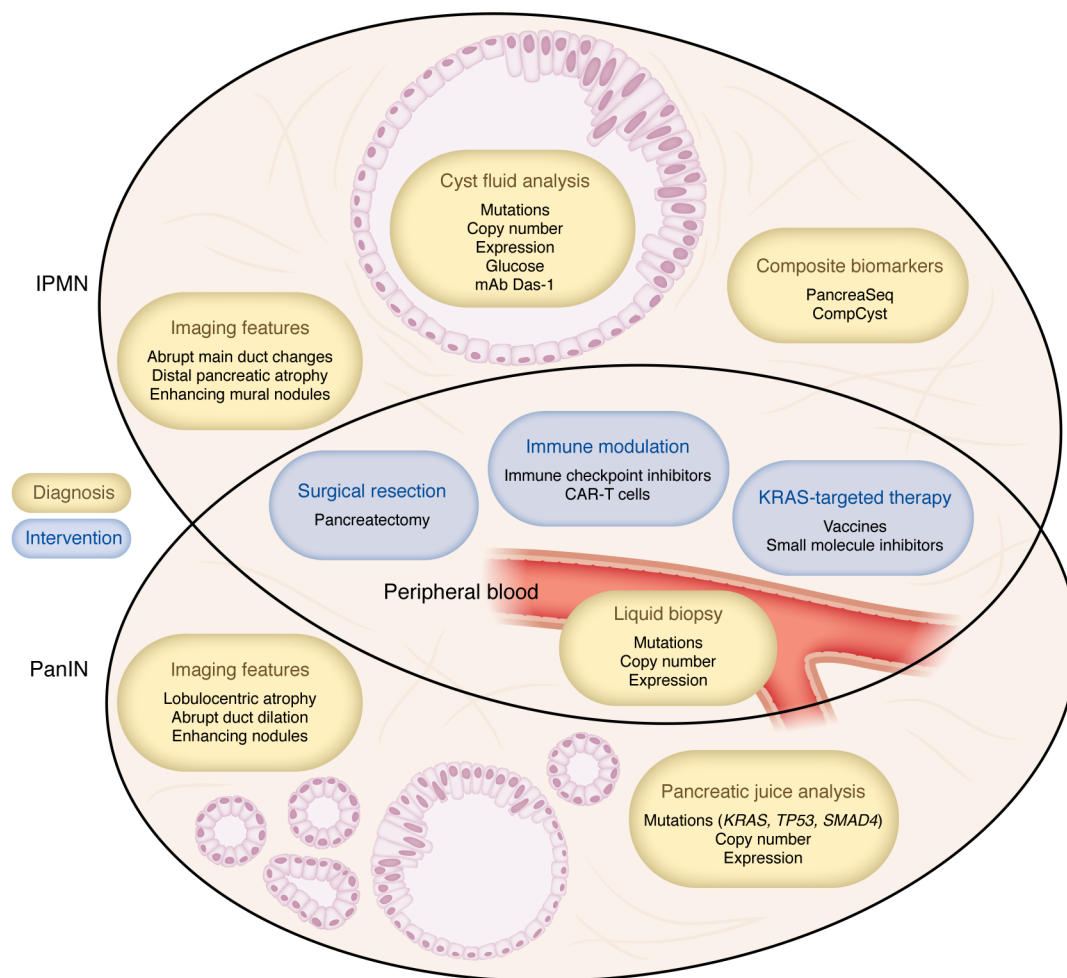 Cyst fluid analysis
Mutations
Copy number
Expression
Glucose
mAb Das-1
IPMN
Composite biomarkers
PancreaSeq
CompCyst
Imaging features
Abrupt main duct changes
Distal pancreatic atrophy
Enhancing mural nodules
Immune modulation
Immune checkpoint inhibitors
CAR-T cells
Surgical resection
Pancreatectomy
KRAS-targeted therapy
Vaccines
Small molecule inhibitors
Diagnosis
Intervention
Peripheral blood
Liquid biopsy
Mutations
Copy number
Expression
PanIN
Imaging features
Lobulocentric atrophy
Abrupt duct dilation
Enhancing nodules
Pancreatic juice analysis
Mutations (KRAS, TP53, SMAD4)
Copy number
Expression